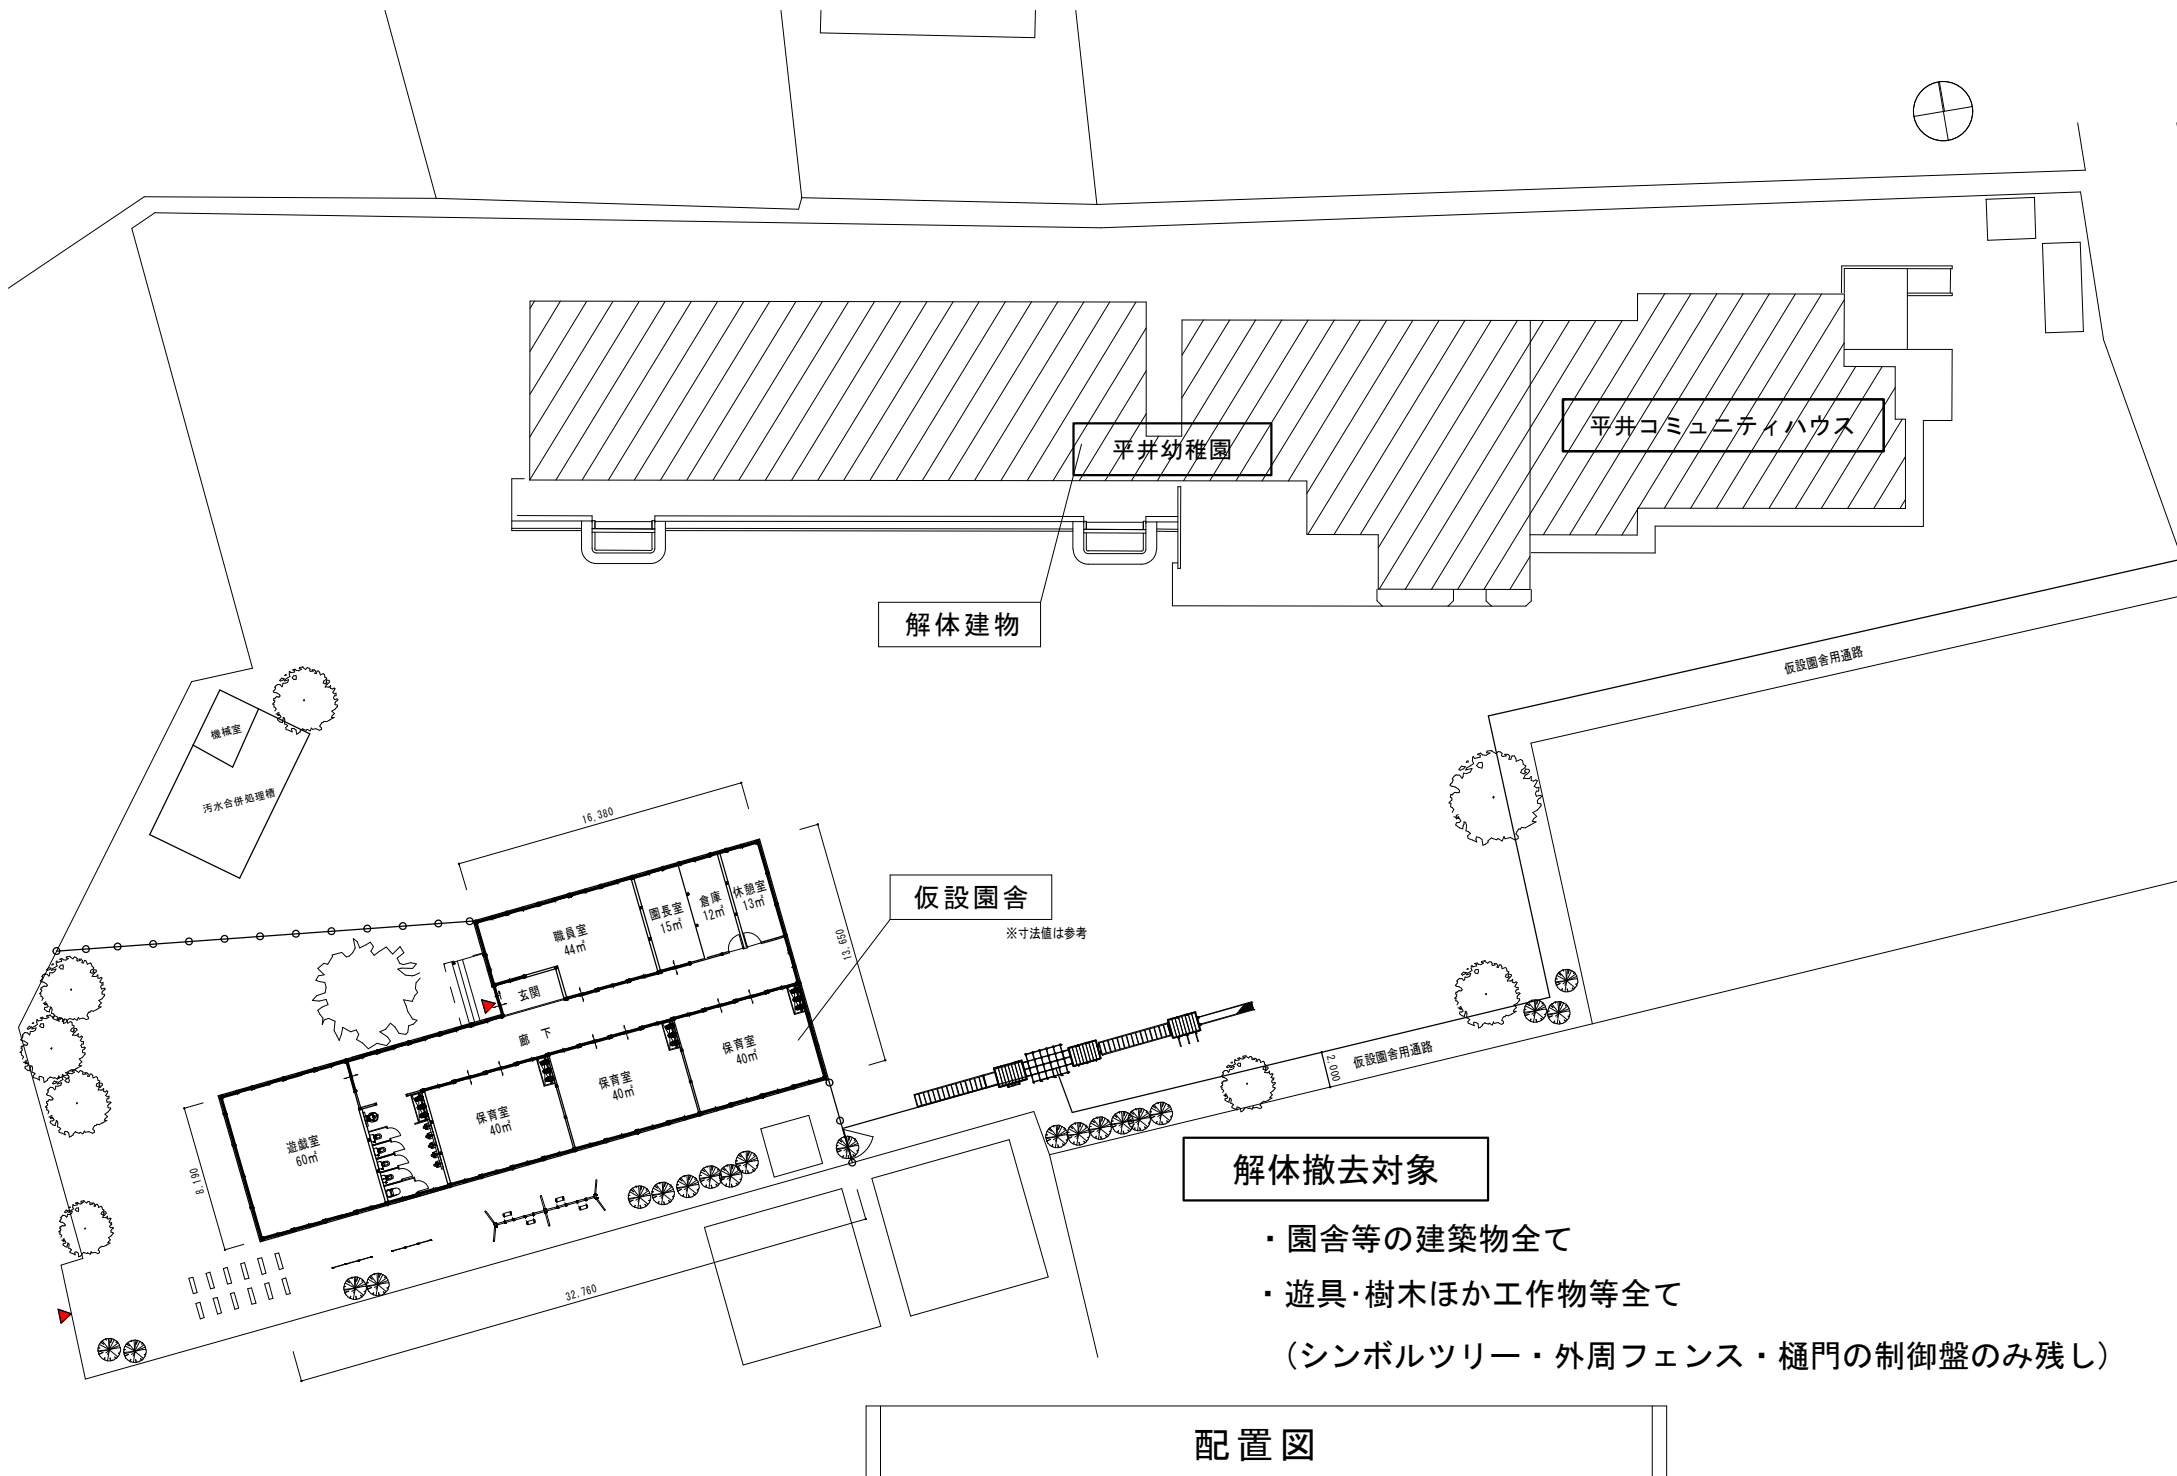 平井コミュニティハウス
平井幼稚園
解体建物
仮設園舎用通路
機械室
汚水合併処理槽
16.380
仮設園舎
※寸法値は参考
13.650
職員室
44㎡
園長室
15㎡
倉庫
12㎡
休憩室
13㎡
玄関
廊 下
保育室
40㎡
保育室
40㎡
保育室
40㎡
遊戯室
60㎡
8.190
32.760
2.000
仮設園舎用通路
解体撤去対象
・園舎等の建築物全て
・遊具・樹木ほか工作物等全て
（シンボルツリー・外周フェンス・樋門の制御盤のみ残し）
配置図